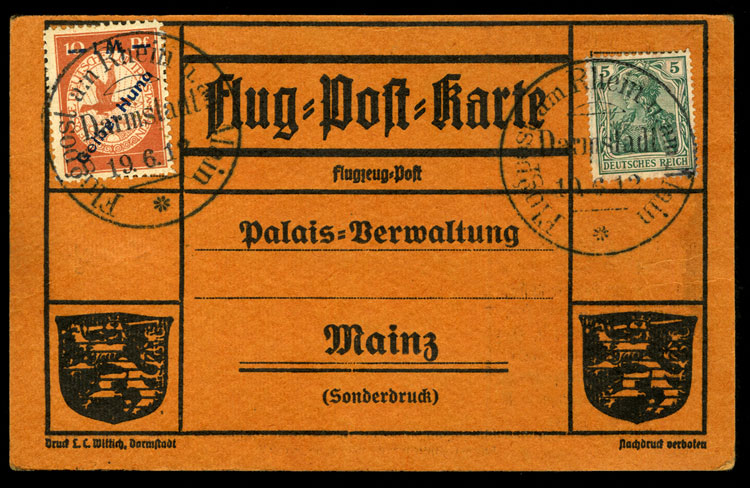 10 Pf
1 M
Gelber Hund
Flugpost am Rhein u. Main
Darmstadt
19.6.12
Flug-Post-Karte
Flugzeug-Post
5 5
DEUTSCHES REICH
Flugpost am Rhein u. Main
Darmstadt
19.6.12
Palais-Verwaltung
Mainz
(Sonderdruck)
Druck L. C. Wittich, Darmstadt
Nachdruck verboten